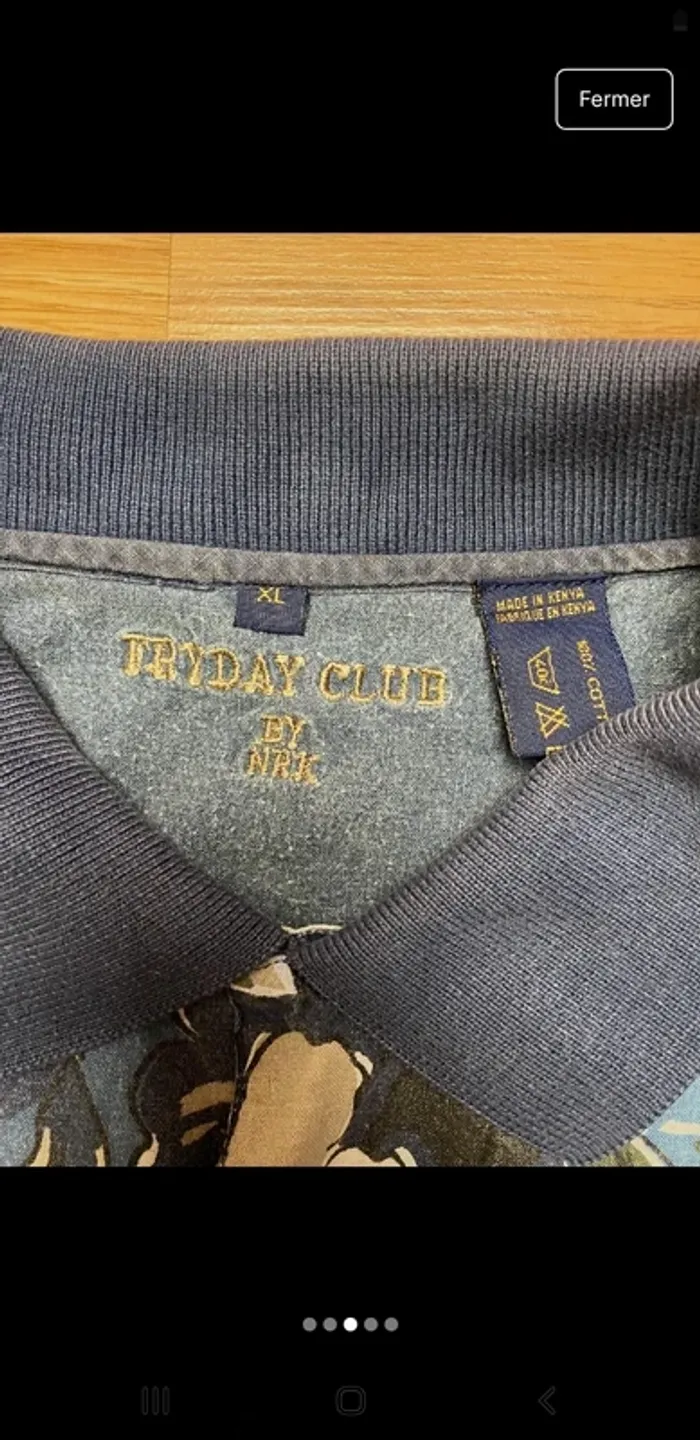 Fermer
XL
TRYDAY CLUB
BY
NRK
MADE IN KENYA
FABRIQUE EN KENYA